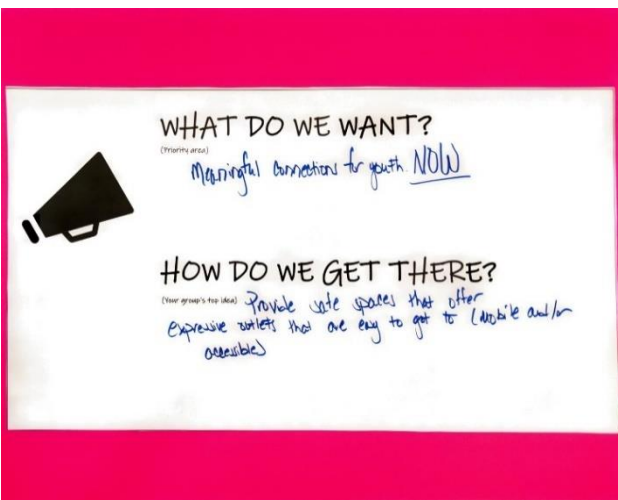 WHAT DO WE WANT?
(Priority area)
Meaningful connections for youth NOW
HOW DO WE GET THERE?
(Your group's top idea) Provide safe spaces that offer
expressive outlets that are easy to get to (mobile and/or
accessible)